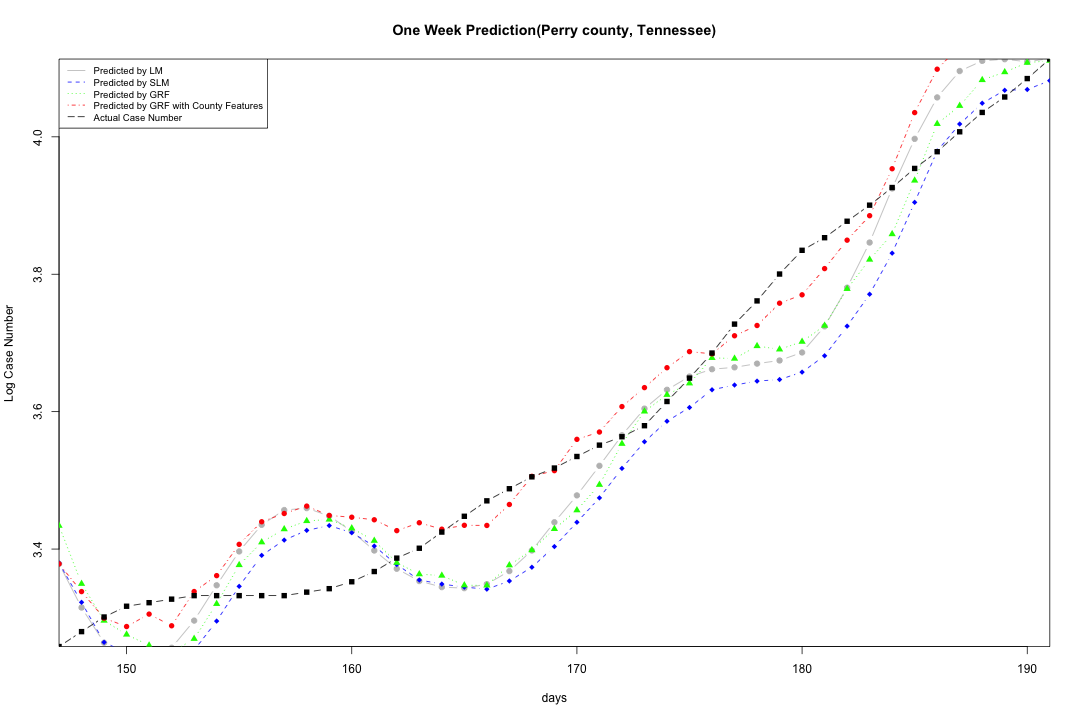 One Week Prediction(Perry county, Tennessee)
Predicted by LM
Predicted by SLM
Predicted by GRF
Predicted by GRF with County Features
Actual Case Number
Log Case Number
4.0
3.8
3.6
3.4
150 160 170 180 190
days